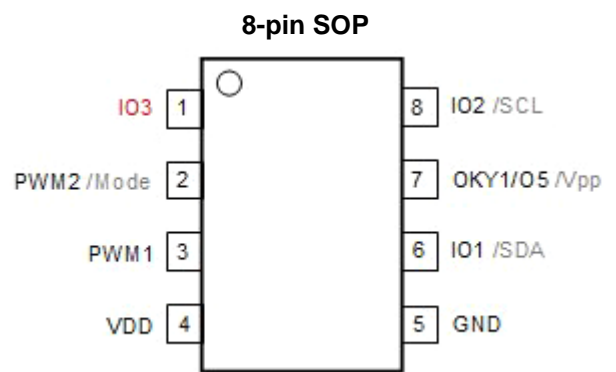 8-pin SOP
IO3 1 8 IO2 /SCL
PWM2 /Mode 2 7 OKY1/O5 /Vpp
PWM1 3 6 IO1 /SDA
VDD 4 5 GND